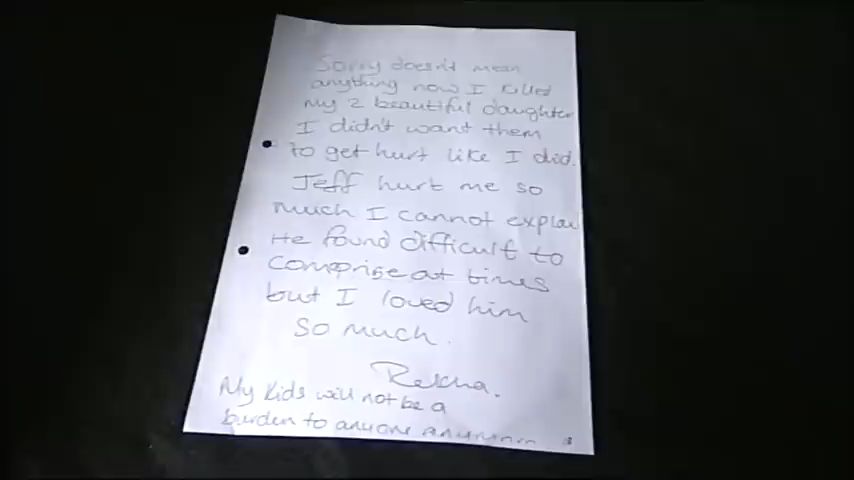 Sorry doesn't mean
anything now I killed
my 2 beautiful daughter
I didn't want them
to get hurt like I did.
Jeff hurt me so
much I cannot explai
He found difficult to
comprise at times
but I loved him
so much.
Rekha.
My kids will not be a
burden to anyone anymore